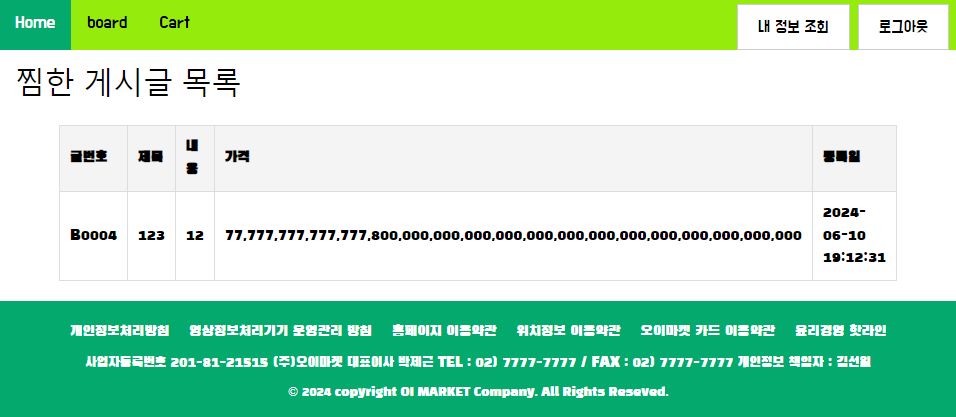 Home board Cart 내 정보 조회 로그아웃
찜한 게시글 목록
글번호 제목 내용 가격 등록일
B0004 123 12 77,777,777,777,777,800,000,000,000,000,000,000,000,000,000,000,000,000,000,000 2024-06-10 19:12:31
개인정보처리방침 영상정보처리기기 운영관리 방침 홈페이지 이용약관 위치정보 이용약관 오이마켓 카드 이용약관 윤리경영 핫라인
사업자등록번호 201-81-21515 (주)오이마켓 대표이사 박제근 TEL : 02) 7777-7777 / FAX : 02) 7777-7777 개인정보 책임자 : 김선월
© 2024 copyright OI MARKET Company. All Rights Reseved.